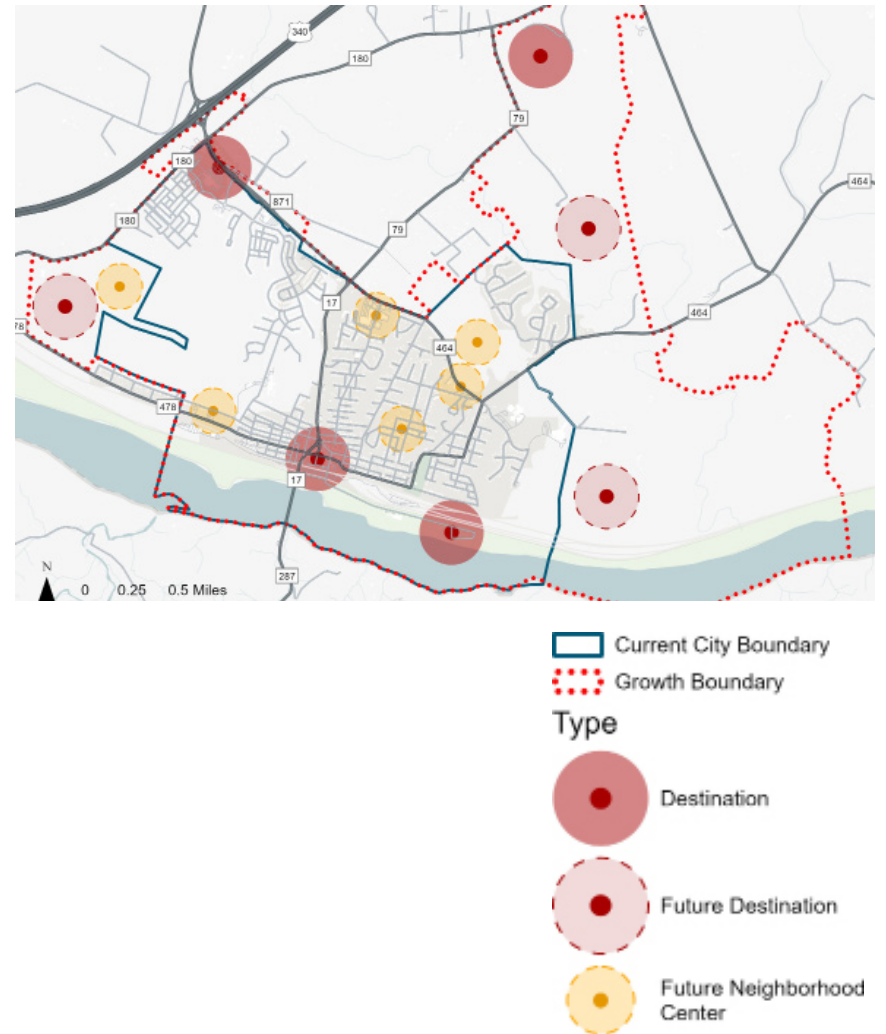 340
180
79
180
464
871
464
180
79
17
78
464
478
17
N
287
0 0.25 0.5 Miles
Current City Boundary
Growth Boundary
Type
Destination
Future Destination
Future Neighborhood
Center